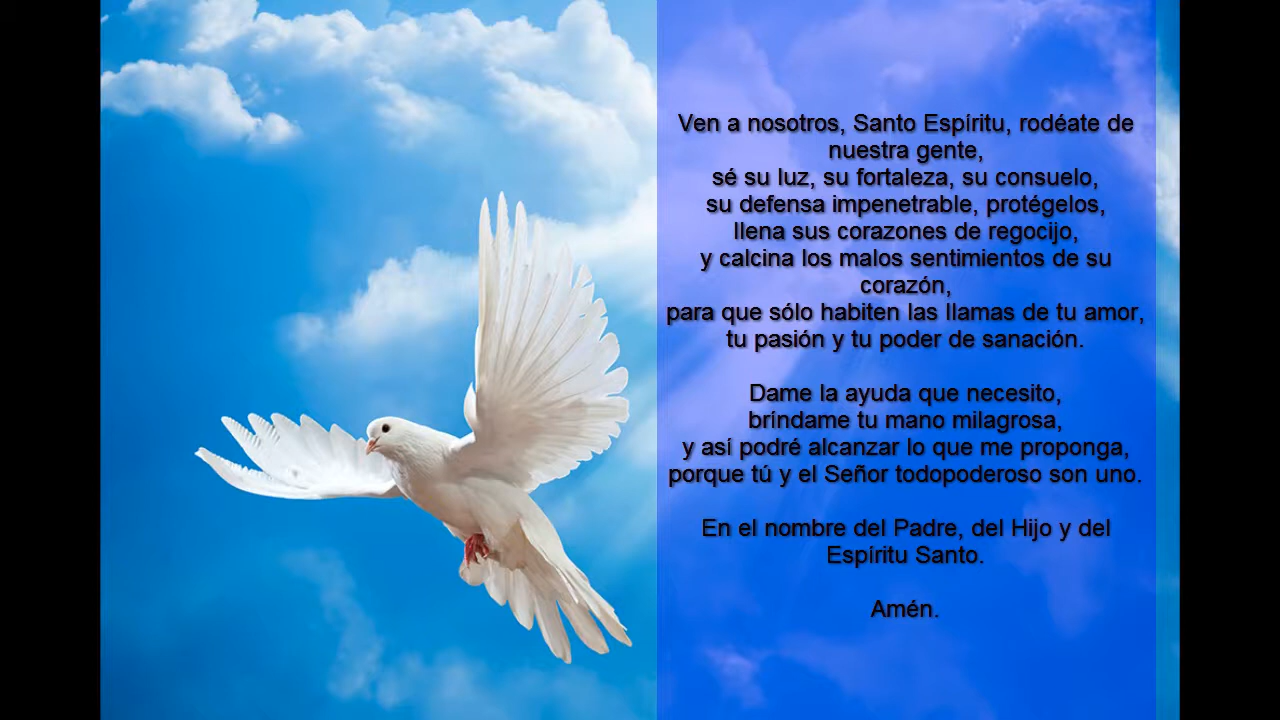 Ven a nosotros, Santo Espíritu, rodéate de
nuestra gente,
sé su luz, su fortaleza, su consuelo,
su defensa impenetrable, protégelos,
llena sus corazones de regocijo,
y calcina los malos sentimientos de su
corazón,
para que sólo habiten las llamas de tu amor,
tu pasión y tu poder de sanación.
Dame la ayuda que necesito,
bríndame tu mano milagrosa,
y así podré alcanzar lo que me proponga,
porque tú y el Señor todopoderoso son uno.
En el nombre del Padre, del Hijo y del
Espíritu Santo.
Amén.